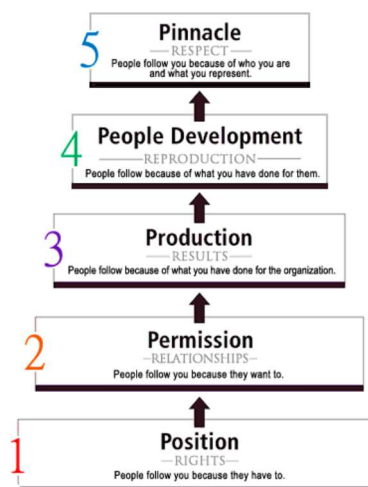 5
Pinnacle
RESPECT
People follow you because of who you are
and what you represent.
4
People Development
REPRODUCTION
People follow because of what you have done for them.
3
Production
RESULTS
People follow because of what you have done for the organization.
2
Permission
RELATIONSHIPS
People follow you because they want to.
1
Position
RIGHTS
People follow you because they have to.